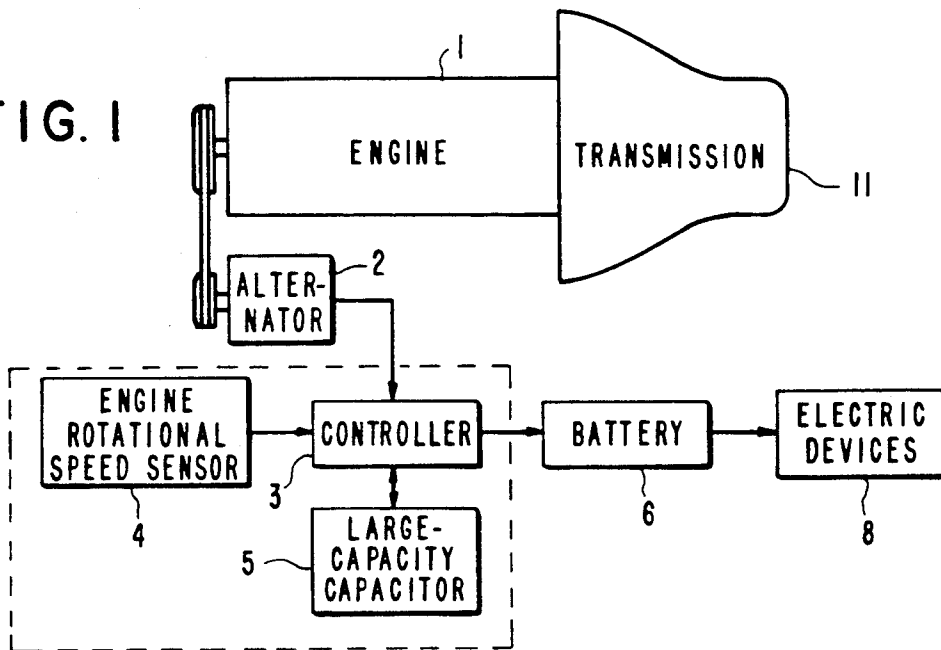 FIG. 1
1
ENGINE
TRANSMISSION
11
2
ALTER-
NATOR
ENGINE
ROTATIONAL
SPEED SENSOR
4
CONTROLLER
3
BATTERY
6
ELECTRIC
DEVICES
8
5
LARGE-
CAPACITY
CAPACITOR